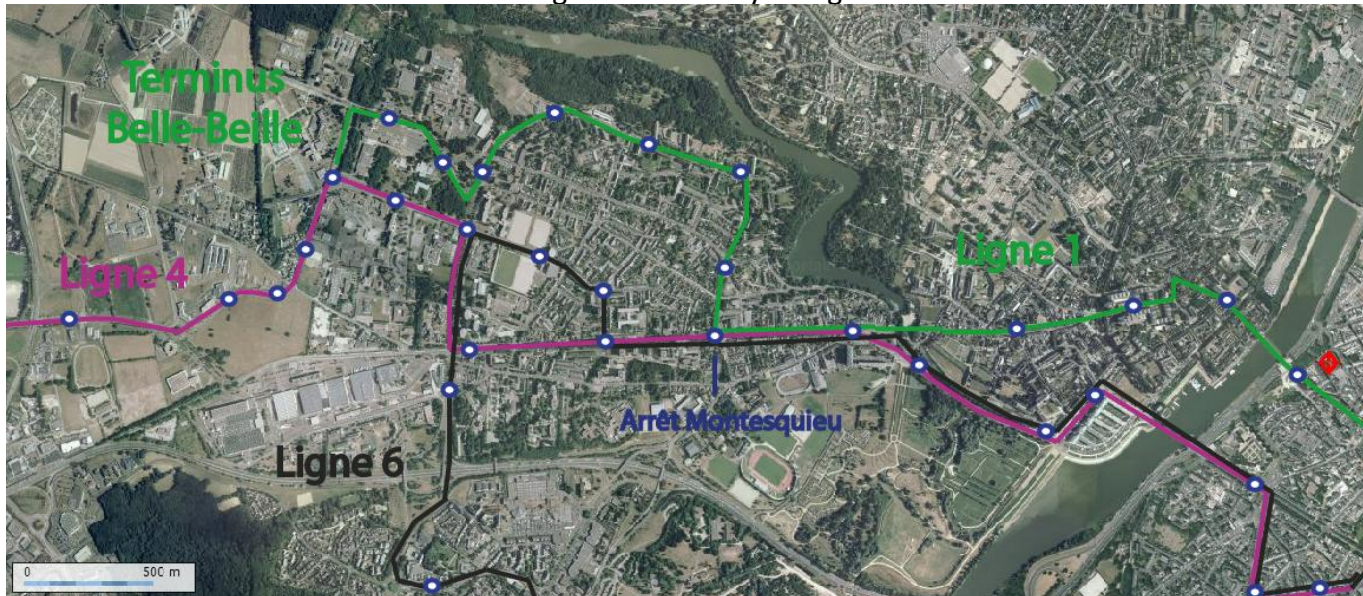 Terminus
Belle-Beille
Ligne 4
Ligne 1
Arrêt Montesquieu
Ligne 6
0 500 m